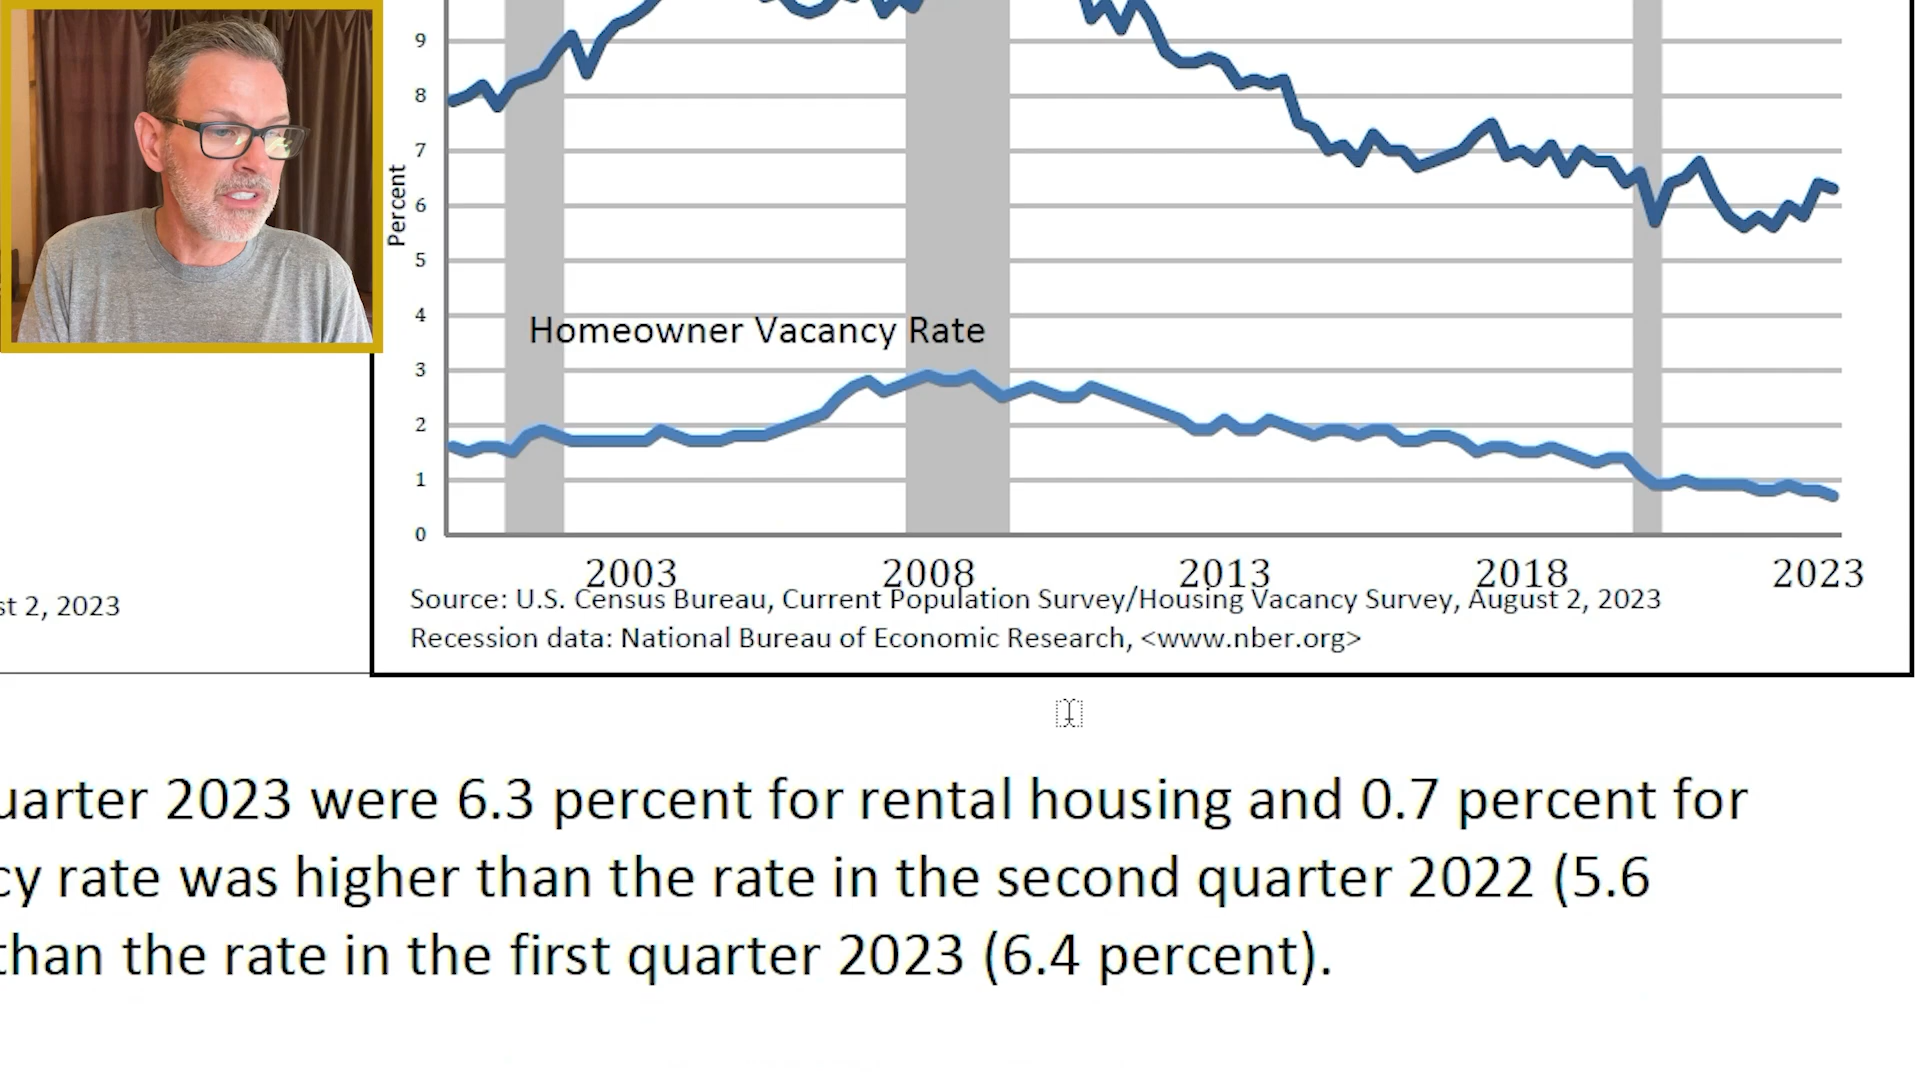 9
8
7
6
5
4
3
2
1
0
Percent
Homeowner Vacancy Rate
2003 2008 2013 2018 2023
Source: U.S. Census Bureau, Current Population Survey/Housing Vacancy Survey, August 2, 2023
Recession data: National Bureau of Economic Research, <www.nber.org>
st 2, 2023
uarter 2023 were 6.3 percent for rental housing and 0.7 percent for
cy rate was higher than the rate in the second quarter 2022 (5.6
than the rate in the first quarter 2023 (6.4 percent).